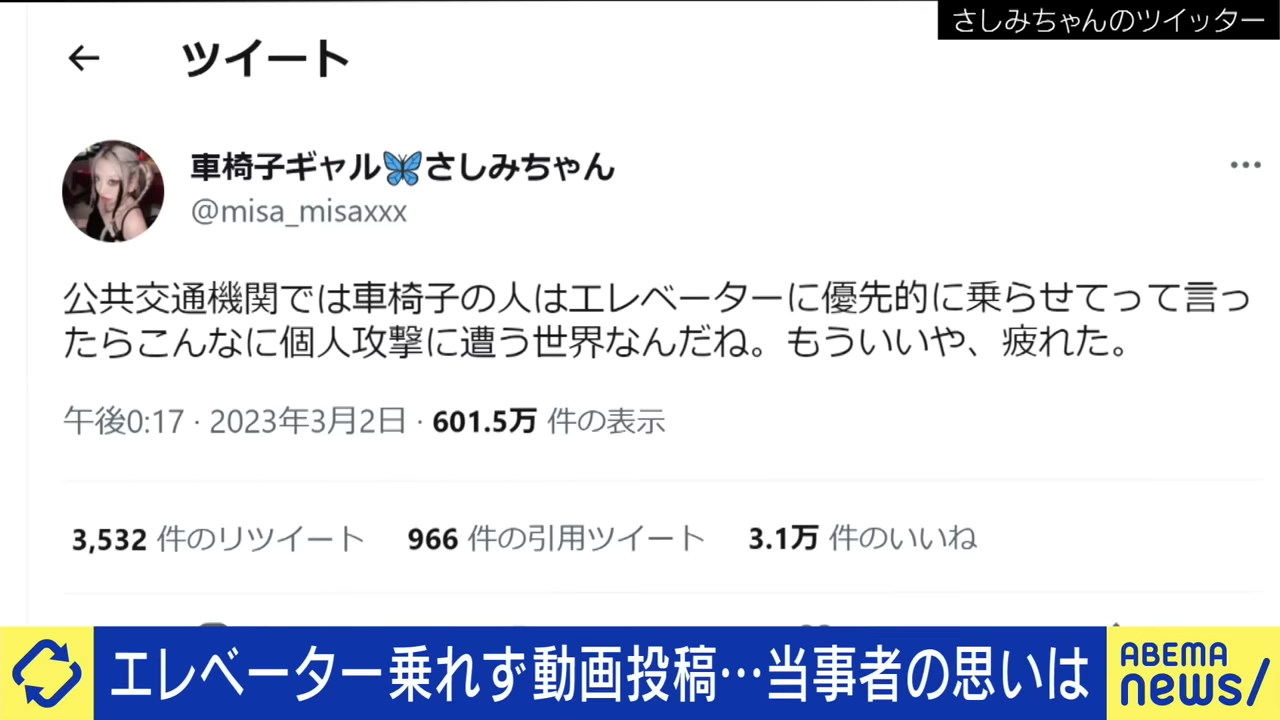 さしみちゃんのツイッター
← ツイート
車椅子ギャル🦋さしみちゃん
@misa_misaxxx
公共交通機関では車椅子の人はエレベーターに優先的に乗らせてって言っ
たらこんなに個人攻撃に遭う世界なんだね。もういいや、疲れた。
午後0:17 · 2023年3月2日 · 601.5万 件の表示
3,532 件のリツイート 966 件の引用ツイート 3.1万 件のいいね
エレベーター乗れず動画投稿…当事者の思いは
ABEMA
news/